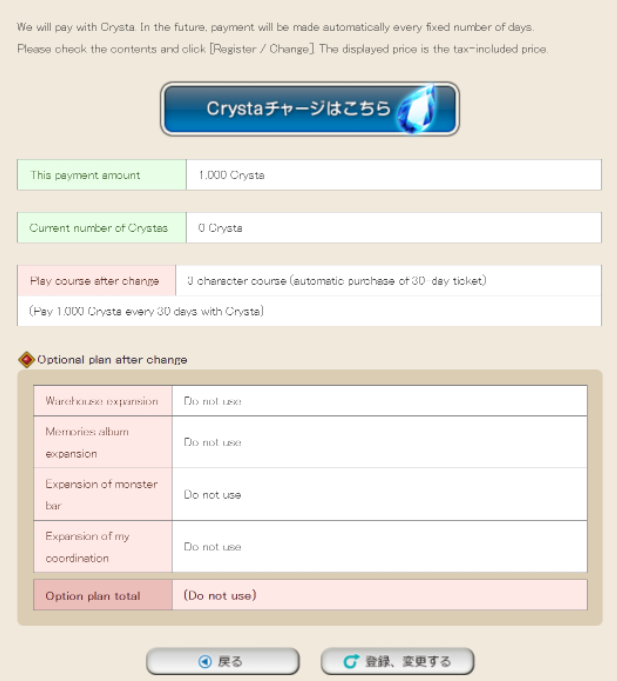 We will pay with Crysta. In the future, payment will be made automatically every fixed number of days.
Please check the contents and click [Register / Change]. The displayed price is the tax-included price.
Crystaチャージはこちら
This payment amount 1.000 Crysta
Current number of Crystas 0 Crysta
Play course after change 3 character course (automatic purchase of 30-day ticket)
(Pay 1.000 Crysta every 30 days with Crysta)
Optional plan after change
Warehouse expansion Do not use
Memories album
expansion
Do not use
Expansion of monster
bar
Do not use
Expansion of my
coordination
Do not use
Option plan total (Do not use)
戻る 登録、変更する